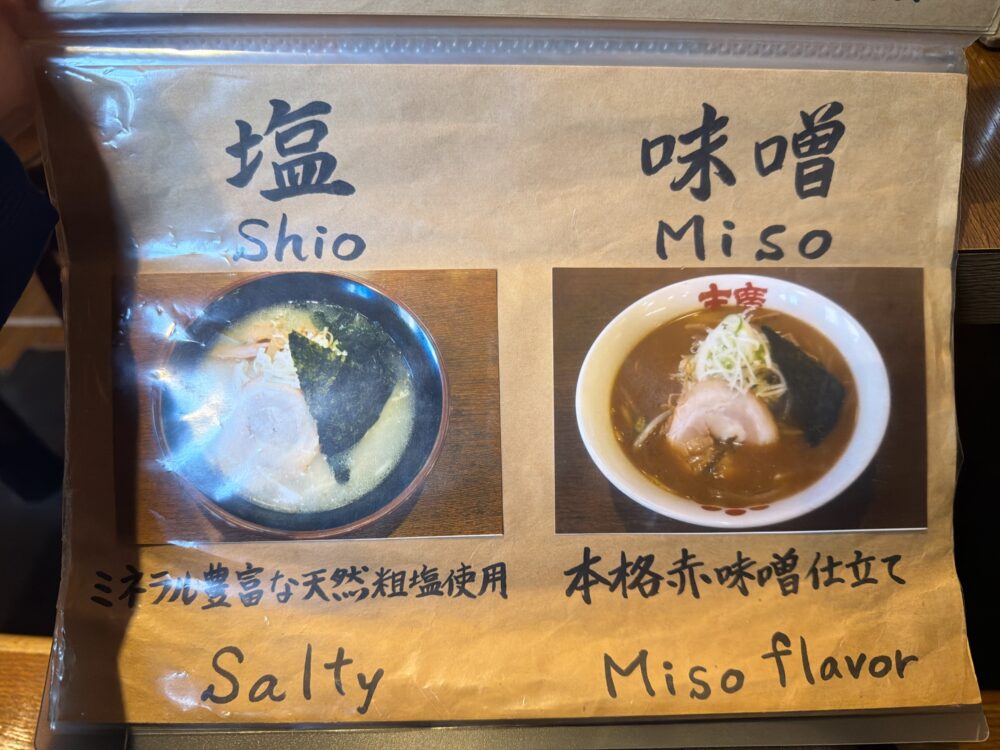 塩
Shio
ミネラル豊富な天然粗塩使用
Salty
味噌
Miso
本格赤味噌仕立て
Miso flavor